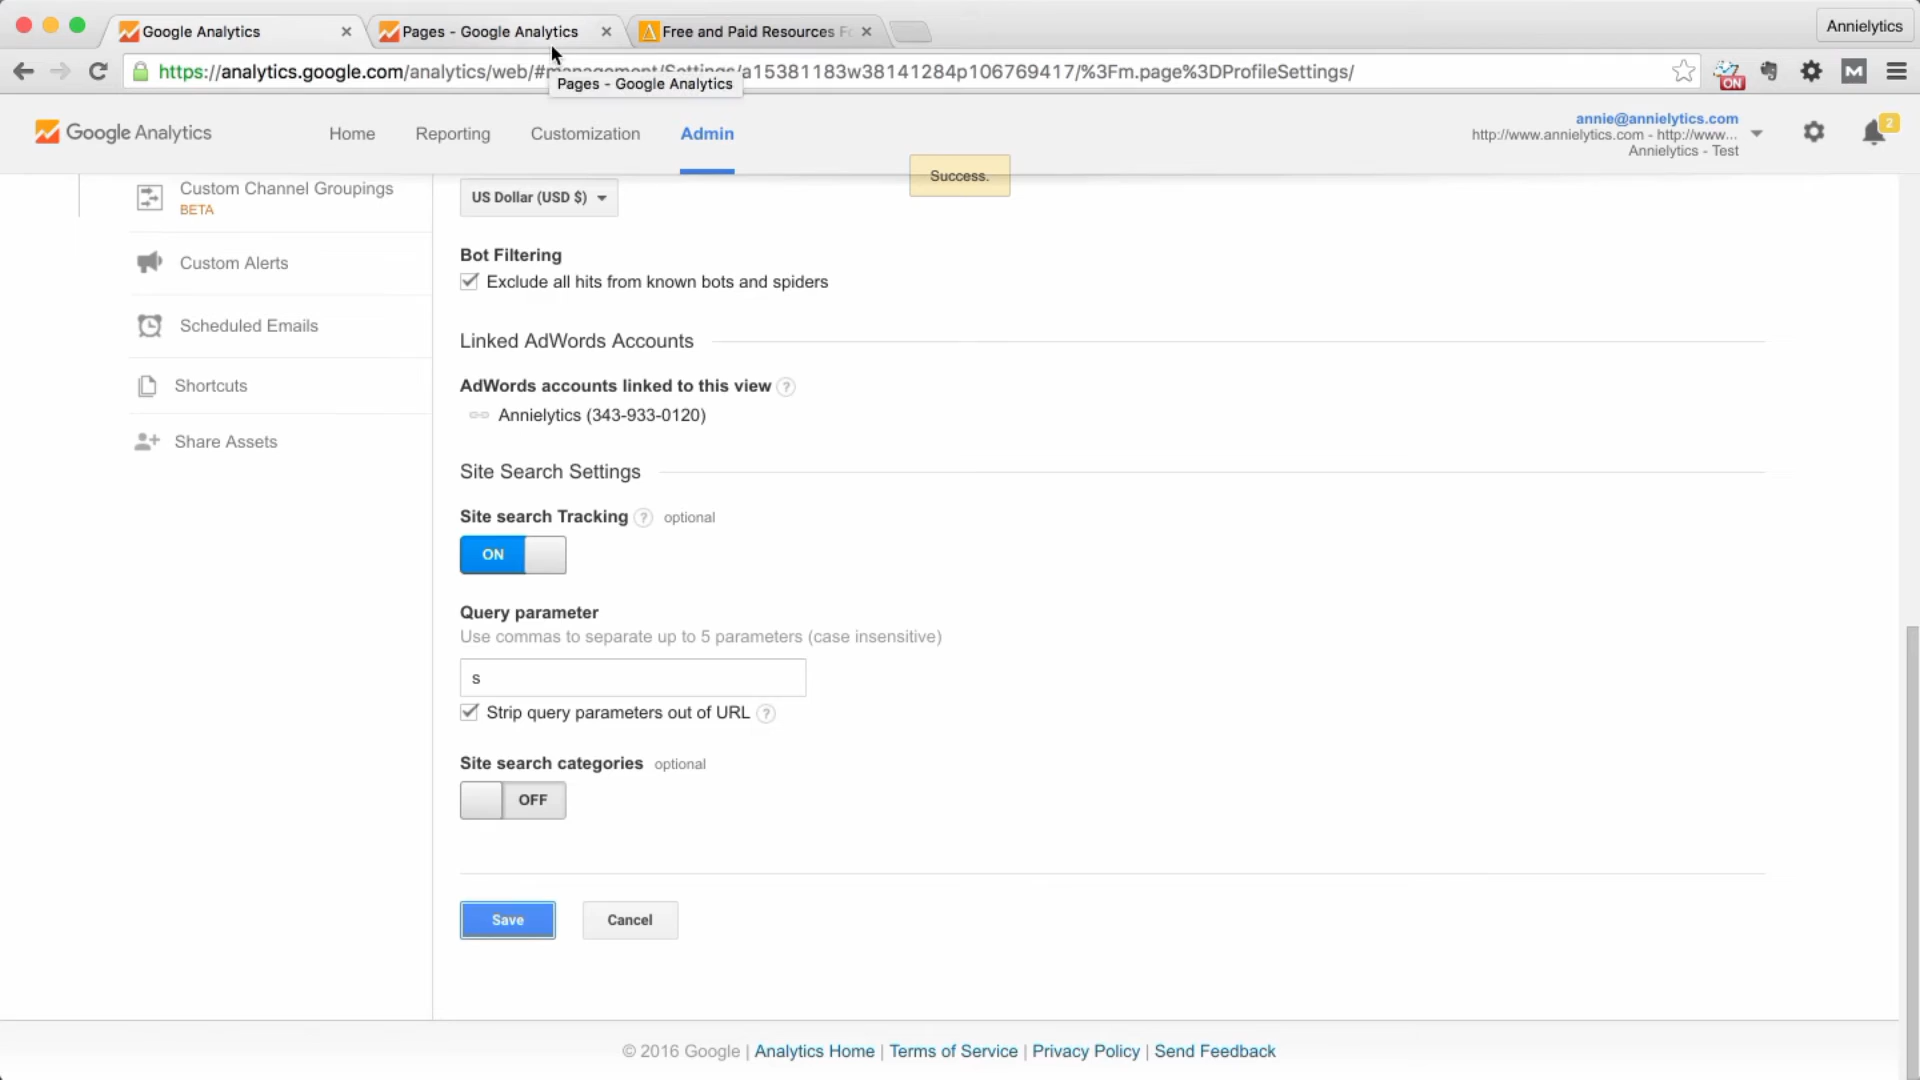 Google Analytics
Pages - Google Analytics
Free and Paid Resources F
Annielytics
https://analytics.google.com/analytics/web/#management/Settings/a15381183w38141284p106769417/%3Fm.page%3DProfileSettings/
ON
M
Pages - Google Analytics
Google Analytics
Home
Reporting
Customization
Admin
annie@annielytics.com
http://www.annielytics.com - http://www...
Annielytics - Test
2
Success.
Custom Channel Groupings
BETA
Custom Alerts
Scheduled Emails
Shortcuts
Share Assets
US Dollar (USD $)
Bot Filtering
Exclude all hits from known bots and spiders
Linked AdWords Accounts
AdWords accounts linked to this view ?
Annielytics (343-933-0120)
Site Search Settings
Site search Tracking ? optional
ON
Query parameter
Use commas to separate up to 5 parameters (case insensitive)
s
Strip query parameters out of URL ?
Site search categories optional
OFF
Save
Cancel
© 2016 Google | Analytics Home | Terms of Service | Privacy Policy | Send Feedback